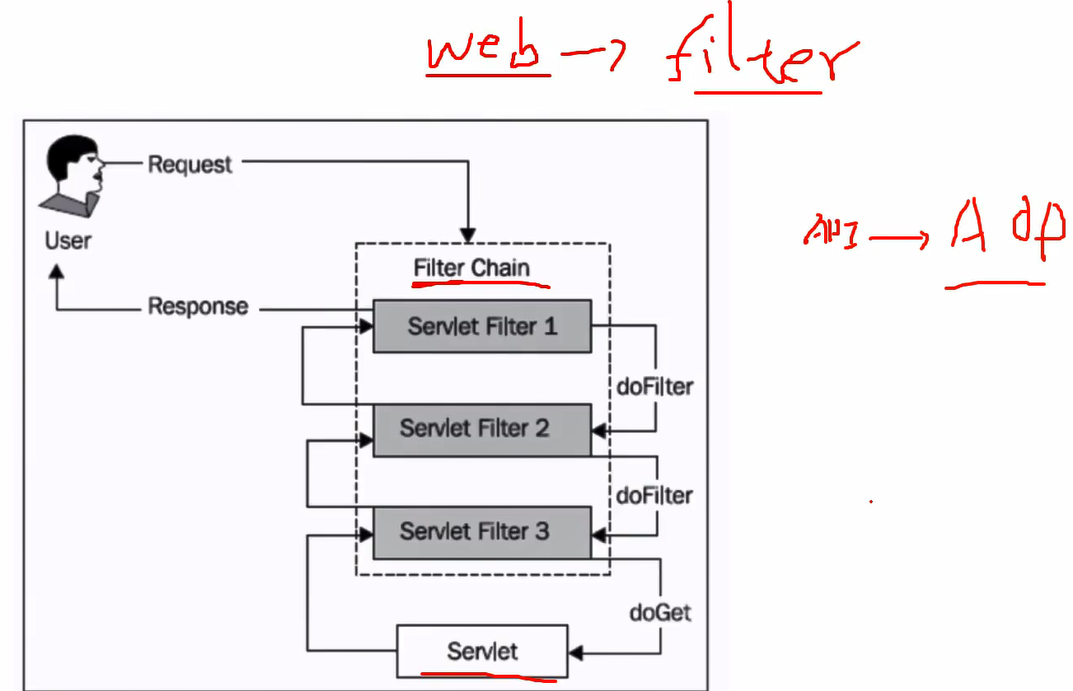 web → filter
Request
User
API → Aop
Filter Chain
Response
Servlet Filter 1
doFilter
Servlet Filter 2
doFilter
Servlet Filter 3
doGet
Servlet